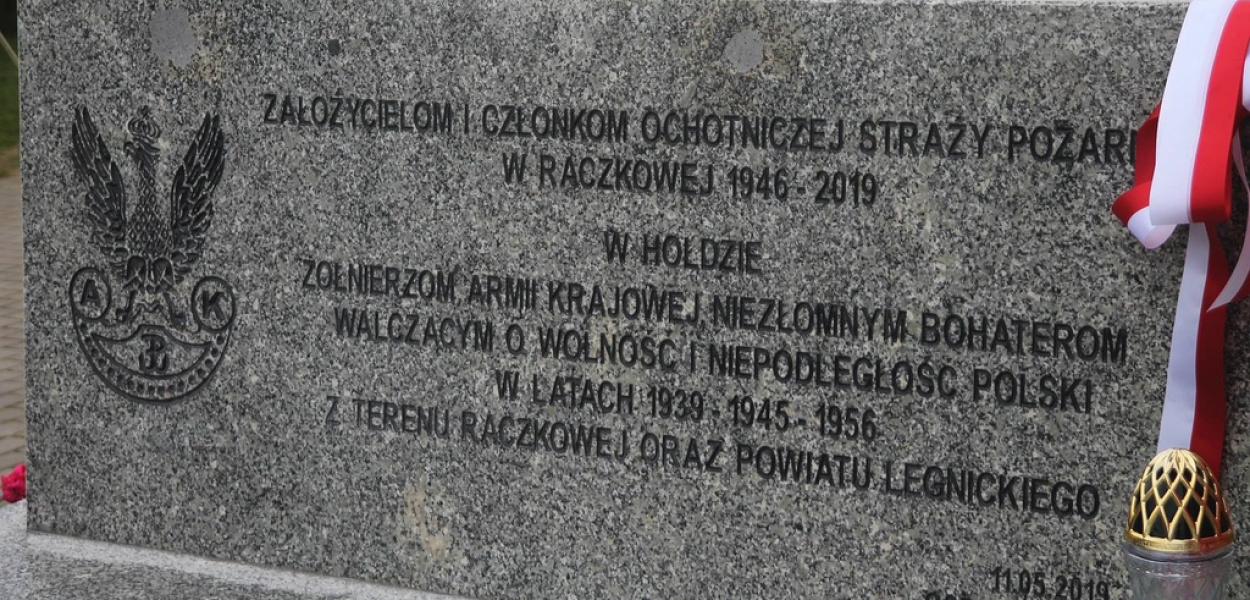 ZAŁOŻYCIELOM I CZŁONKOM OCHOTNICZEJ STRAŻY
W RACZKOWEJ 1946 - 2019
W HOŁDZIE
ŻOŁNIERZOM ARMII KRAJOWEJ, NIEZŁOMNYM BOHATEROM
WALCZĄCYM O WOLNOŚĆ I NIEPODLEGŁOŚĆ POLSKI
W LATACH 1939 - 1945 - 1956
Z TERENU RACZKOWEJ ORAZ POWIATU LEGNICKIEGO
A K
11.05.2019